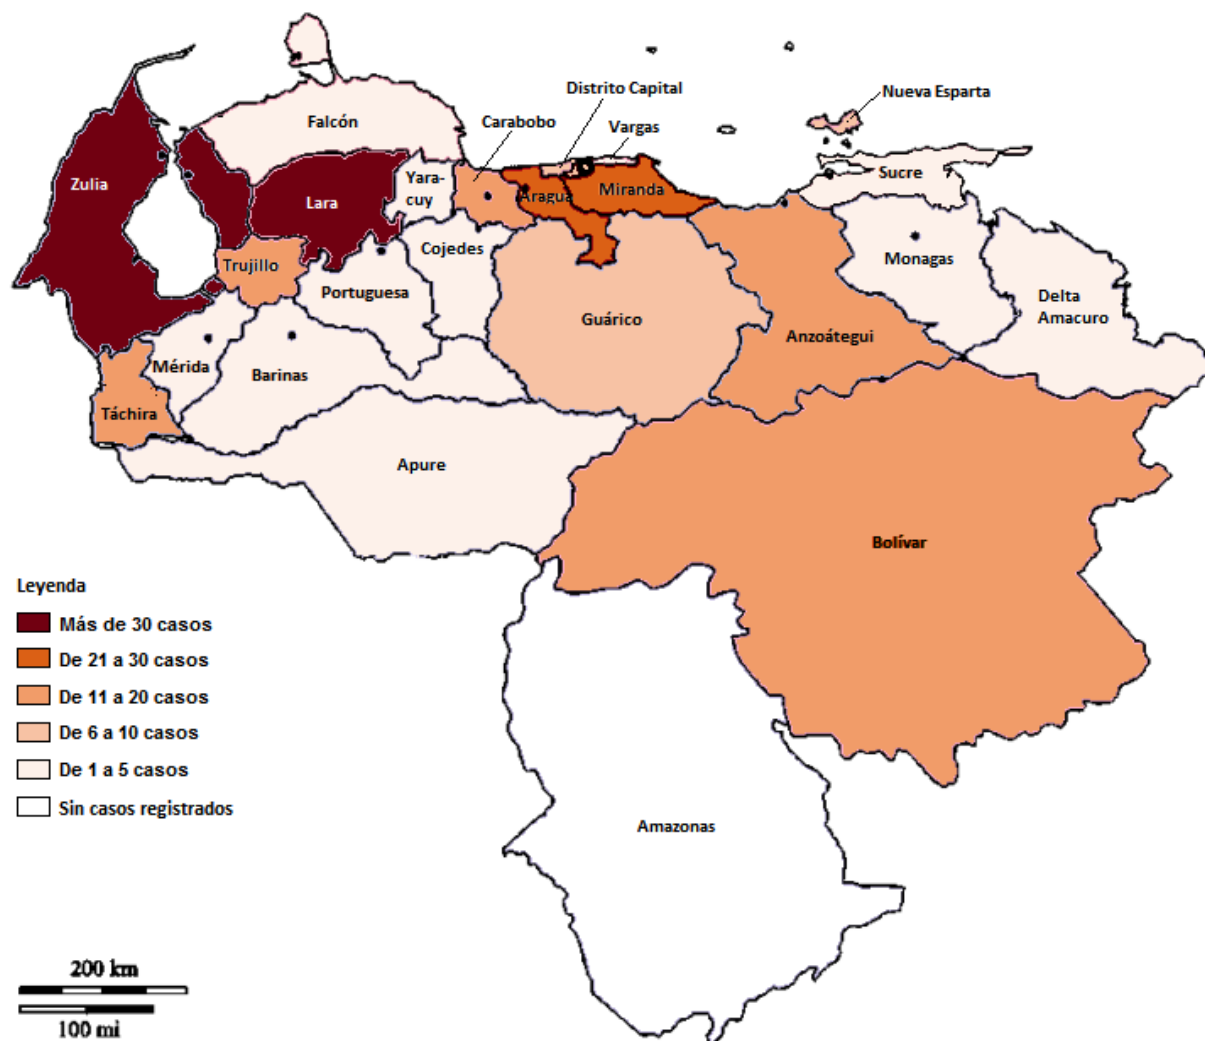 Distrito Capital
Nueva Esparta
Falcón
Carabobo
Vargas
Zulia
Yara-
cuy
Sucre
Lara
Aragua
Miranda
Cojedes
Monagas
Trujillo
Portuguesa
Delta
Amacuro
Guárico
Anzoátegui
Mérida
Barinas
Táchira
Apure
Bolívar
Amazonas
Leyenda
Más de 30 casos
De 21 a 30 casos
De 11 a 20 casos
De 6 a 10 casos
De 1 a 5 casos
Sin casos registrados
200 km
100 mi